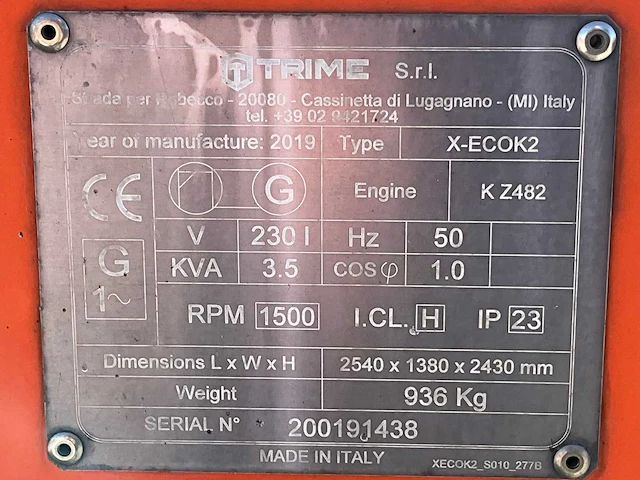 TRIME S.r.l.
Strada per Robecco - 20080 - Cassinetta di Lugagnano - (MI) Italy
tel. +39 02 9421724
Year of manufacture: 2019 Type X-ECOK2
CE G Engine K Z482
V 230 I Hz 50
G 1~ KVA 3.5 COS φ 1.0
RPM 1500 I.CL. H IP 23
Dimensions L x W x H 2540 x 1380 x 2430 mm
Weight 936 Kg
SERIAL N° 200191438
MADE IN ITALY XECOK2_S010_277B